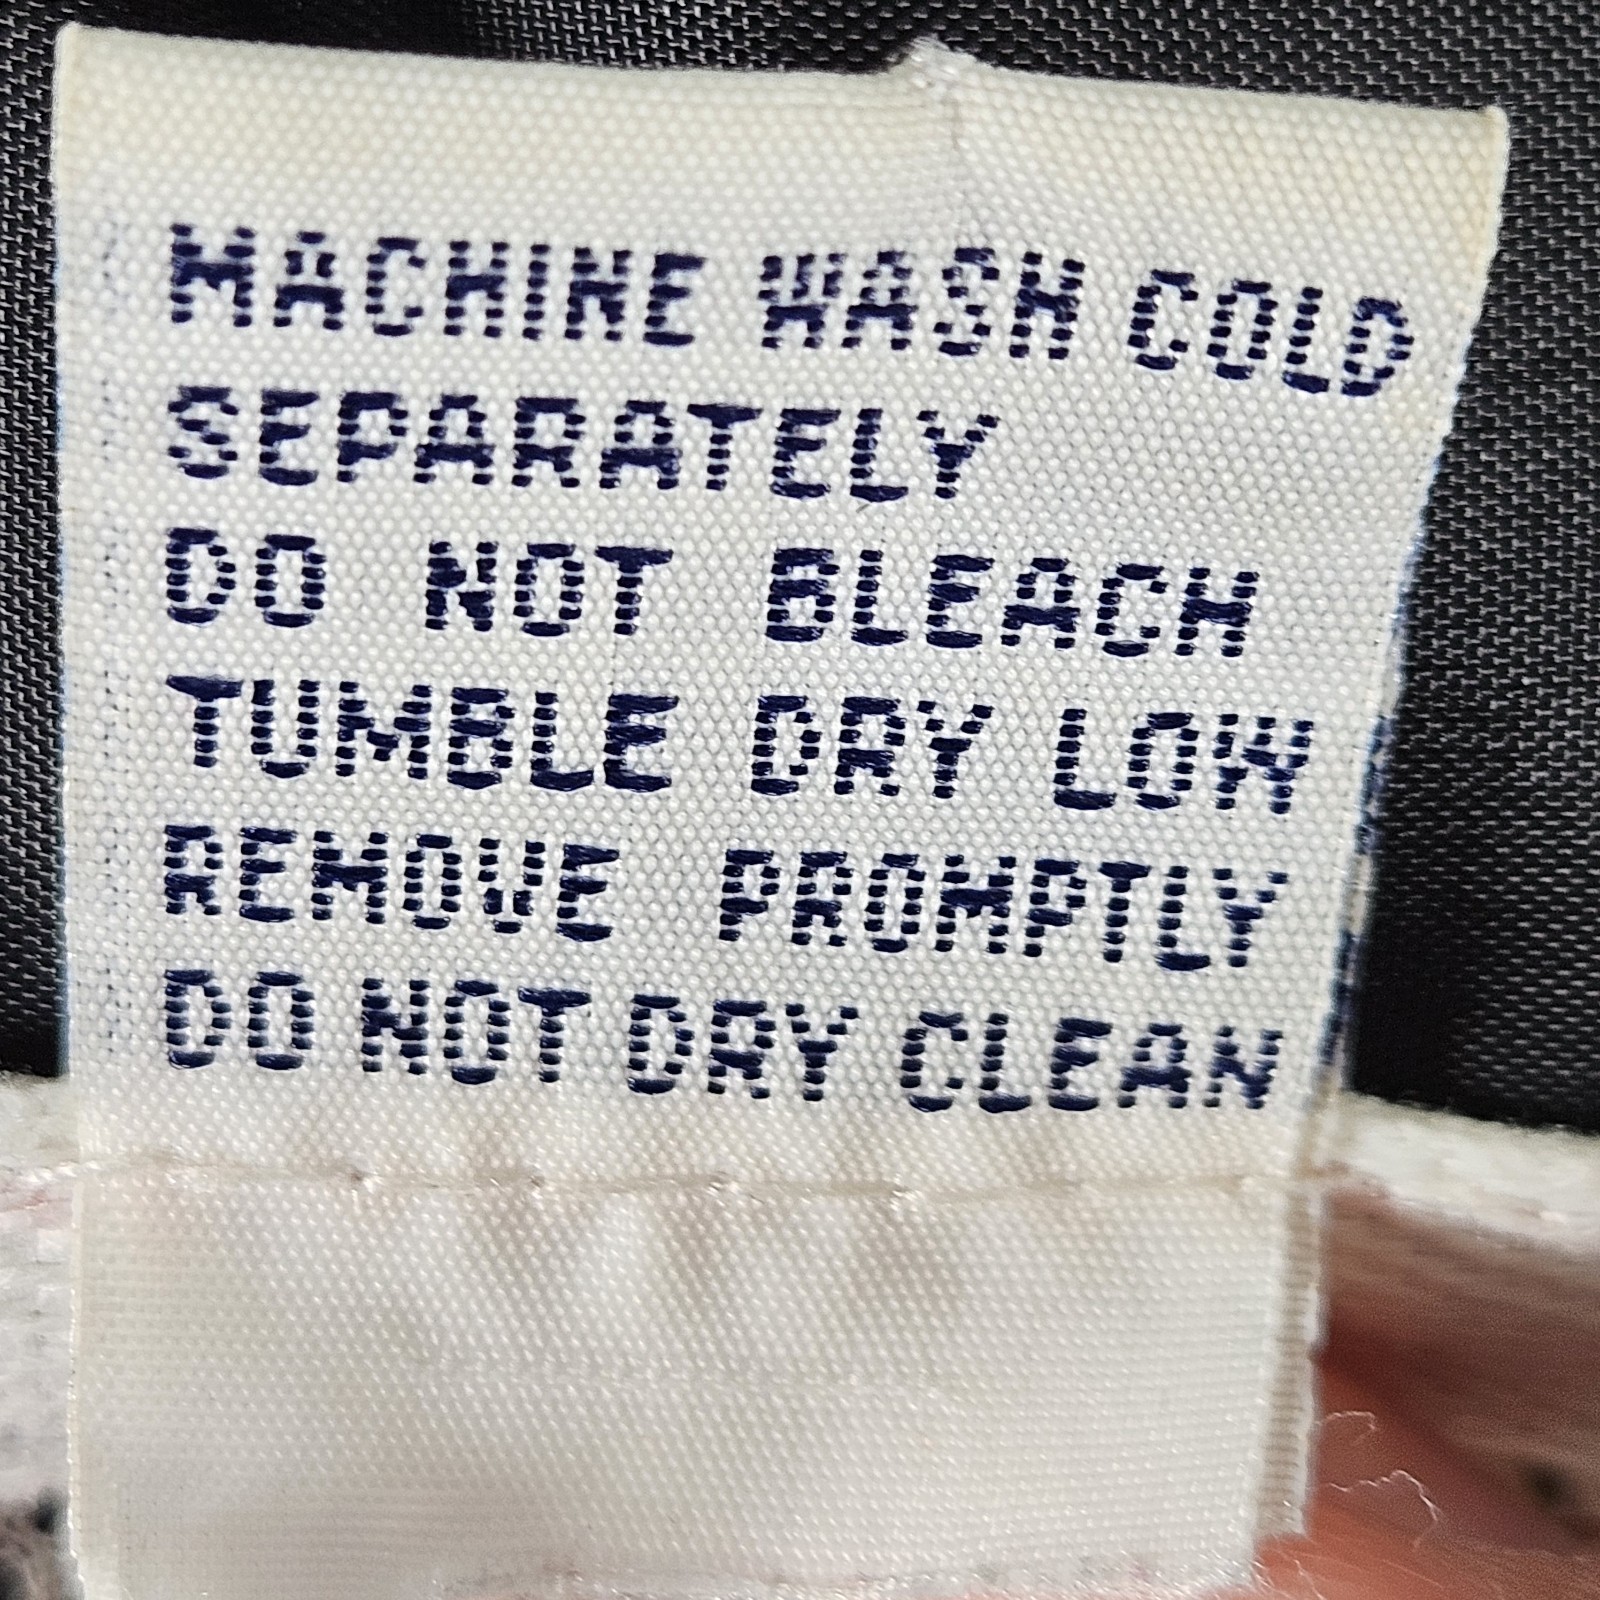 MACHINE WASH COLD
SEPARATELY
DO NOT BLEACH
TUMBLE DRY LOW
REMOVE PROMPTLY
DO NOT DRY CLEAN